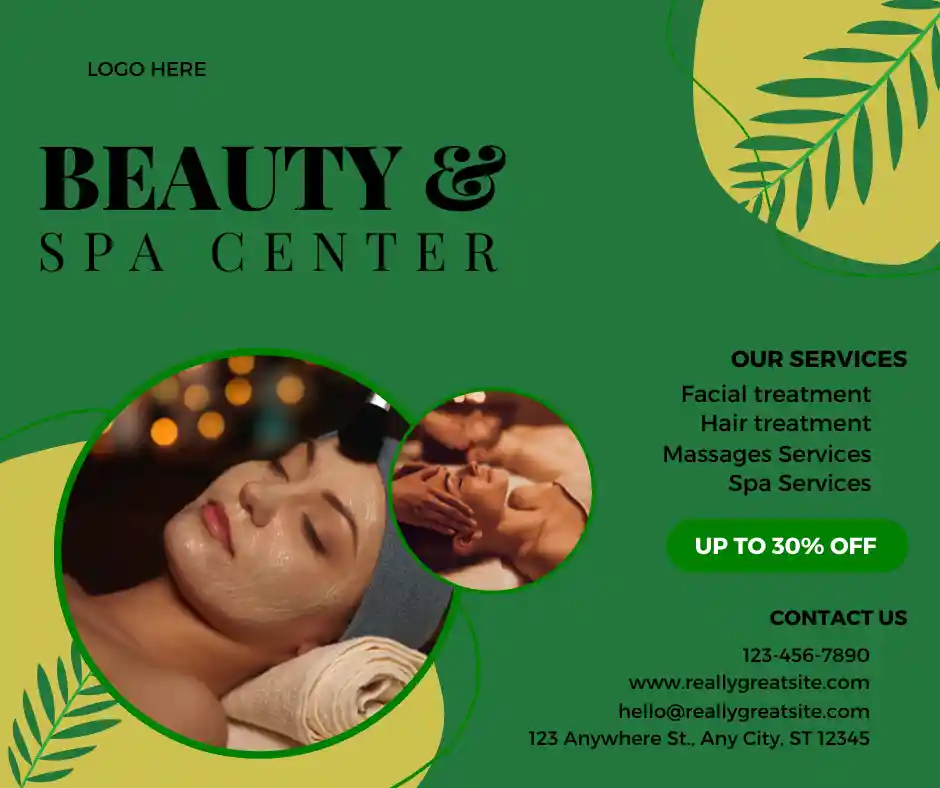 LOGO HERE
BEAUTY &
SPA CENTER
OUR SERVICES
Facial treatment
Hair treatment
Massages Services
Spa Services
UP TO 30% OFF
CONTACT US
123-456-7890
www.reallygreatsite.com
hello@reallygreatsite.com
123 Anywhere St., Any City, ST 12345